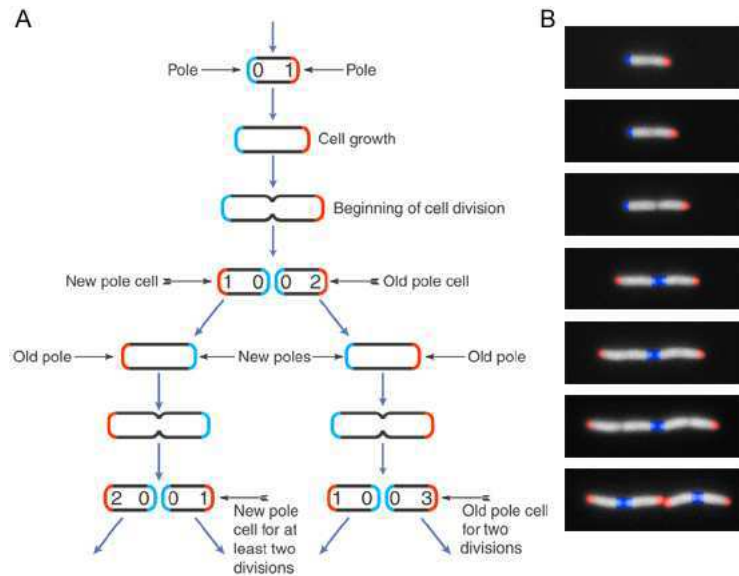 A
B
Pole
0 1
Pole
Cell growth
Beginning of cell division
New pole cell
1 0 0 2
Old pole cell
Old pole
New poles
Old pole
2 0 0 1
1 0 0 3
New pole
cell for at
least two
divisions
Old pole cell
for two
divisions